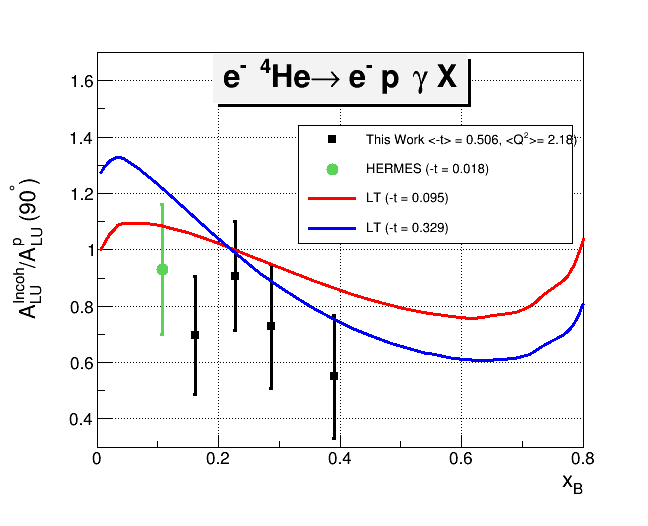 e⁻ ⁴He→ e⁻ p γ X
This Work <-t> = 0.506, <Q²>= 2.18)
HERMES (-t = 0.018)
LT (-t = 0.095)
LT (-t = 0.329)
A_LU^Incoh/A_LU^p (90°)
1.6
1.4
1.2
1
0.8
0.6
0.4
0 0.2 0.4 0.6 0.8
x_B